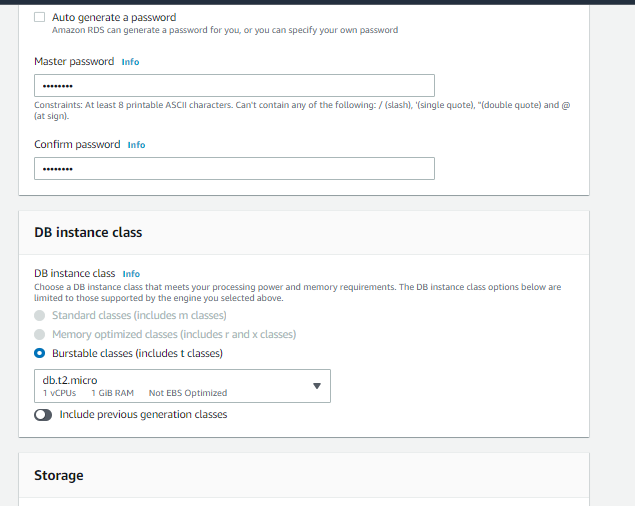 Auto generate a password
Amazon RDS can generate a password for you, or you can specify your own password
Master password Info
••••••••
Constraints: At least 8 printable ASCII characters. Can't contain any of the following: / (slash), '(single quote), "(double quote) and @
(at sign).
Confirm password Info
••••••••
DB instance class
DB instance class Info
Choose a DB instance class that meets your processing power and memory requirements. The DB instance class options below are
limited to those supported by the engine you selected above.
Standard classes (includes m classes)
Memory optimized classes (includes r and x classes)
Burstable classes (includes t classes)
db.t2.micro
1 vCPUs 1 GiB RAM Not EBS Optimized
Include previous generation classes
Storage